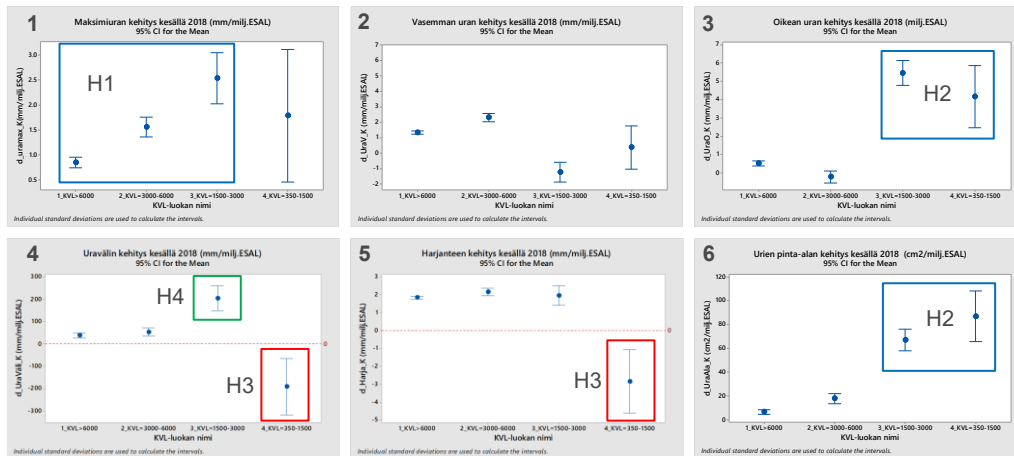 1
Maksimiuran kehitys kesällä 2018 (mm/milj.ESAL)
95% CI for the Mean
d_uramax_K(mm/milj.ESAL)
3.0
2.5
2.0
1.5
1.0
0.5
H1
1_KVL>6000
2_KVL=3000-6000
3_KVL=1500-3000
4_KVL=350-1500
KVL-luokan nimi
Individual standard deviations are used to calculate the intervals.
2
Vasemman uran kehitys kesällä 2018 (mm/milj.ESAL)
95% CI for the Mean
d_UraV_K (mm/milj.ESAL)
7
6
5
4
3
2
1
0
-1
-2
1_KVL>6000
2_KVL=3000-6000
3_KVL=1500-3000
4_KVL=350-1500
KVL-luokan nimi
Individual standard deviations are used to calculate the intervals.
3
Oikean uran kehitys kesällä 2018 (mm/milj.ESAL)
95% CI for the Mean
d_UraO_K (mm/milj.ESAL)
7
6
5
4
3
2
1
0
H2
1_KVL>6000
2_KVL=3000-6000
3_KVL=1500-3000
4_KVL=350-1500
KVL-luokan nimi
Individual standard deviations are used to calculate the intervals.
4
Uravälin kehitys kesällä 2018 (mm/milj.ESAL)
95% CI for the Mean
d_UraVäli_K (mm/milj.ESAL)
300
200
100
0
-100
-200
-300
H4
H3
0
1_KVL>6000
2_KVL=3000-6000
3_KVL=1500-3000
4_KVL=350-1500
KVL-luokan nimi
Individual standard deviations are used to calculate the intervals.
5
Harjanteen kehitys kesällä 2018 (mm/milj.ESAL)
95% CI for the Mean
d_Harja_K (mm/milj.ESAL)
3
2
1
0
-1
-2
-3
-4
-5
H3
0
1_KVL>6000
2_KVL=3000-6000
3_KVL=1500-3000
4_KVL=350-1500
KVL-luokan nimi
Individual standard deviations are used to calculate the intervals.
6
Urien pinta-alan kehitys kesällä 2018 (cm2/milj.ESAL)
95% CI for the Mean
d_UraAla_K (cm2/milj.ESAL)
120
100
80
60
40
20
0
H2
1_KVL>6000
2_KVL=3000-6000
3_KVL=1500-3000
4_KVL=350-1500
KVL-luokan nimi
Individual standard deviations are used to calculate the intervals.